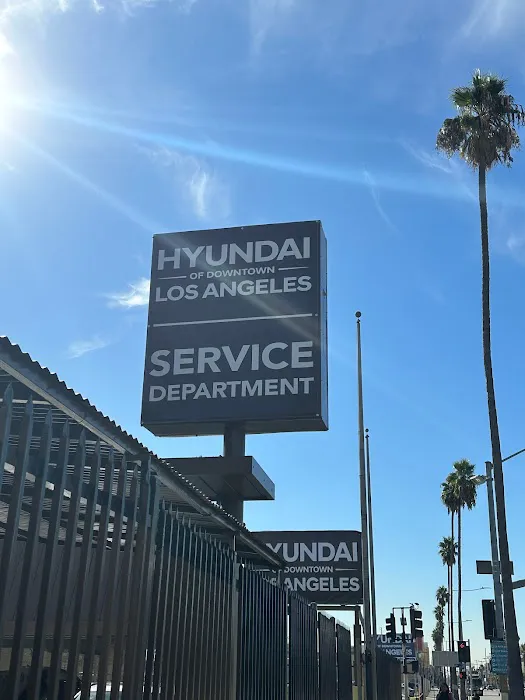 HYUNDAI
OF DOWNTOWN
LOS ANGELES
SERVICE
DEPARTMENT
YUNDAI
DOWNTOWN
ANGELES